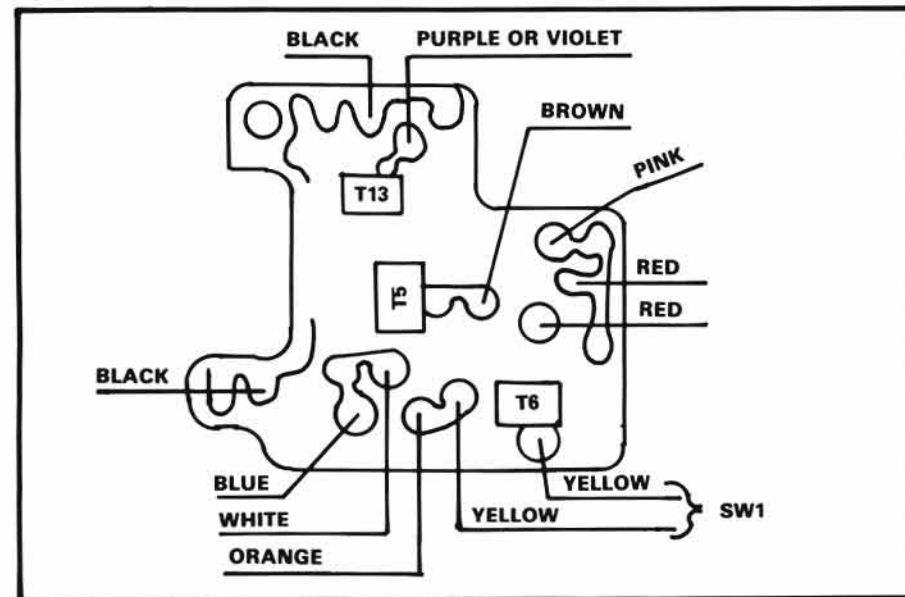 BLACK
PURPLE OR VIOLET
BROWN
PINK
T13
RED
T5
RED
BLACK
T6
BLUE
YELLOW
SW1
WHITE
YELLOW
ORANGE